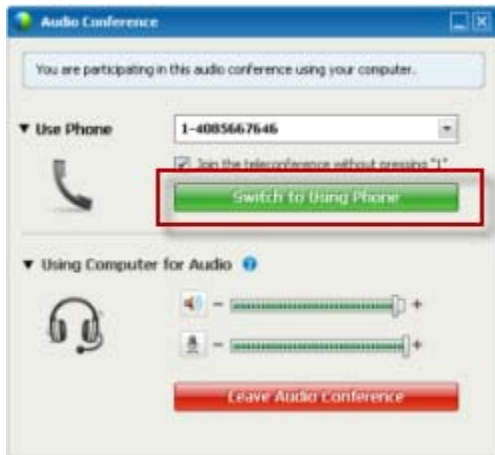 Audio Conference
You are participating in this audio conference using your computer.
Use Phone
1-4085667646
Join the teleconference without pressing "1"
Switch to Using Phone
Using Computer for Audio
Leave Audio Conference